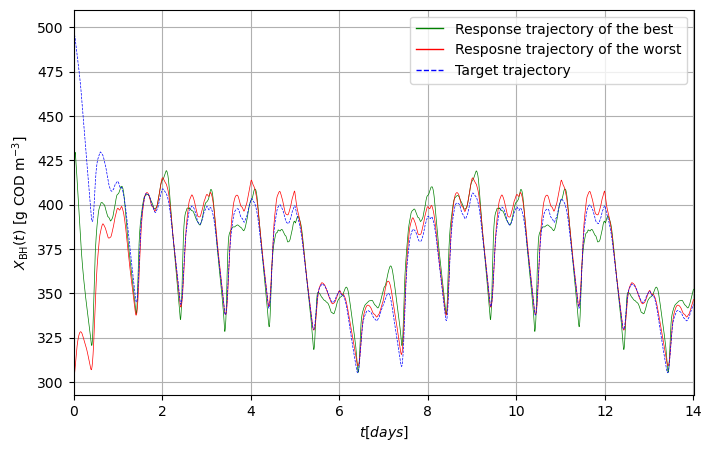 Response trajectory of the best
Resposne trajectory of the worst
Target trajectory
500
475
450
425
400
375
350
325
300
X_BH(t) [g COD m⁻³]
0 2 4 6 8 10 12 14
t[days]